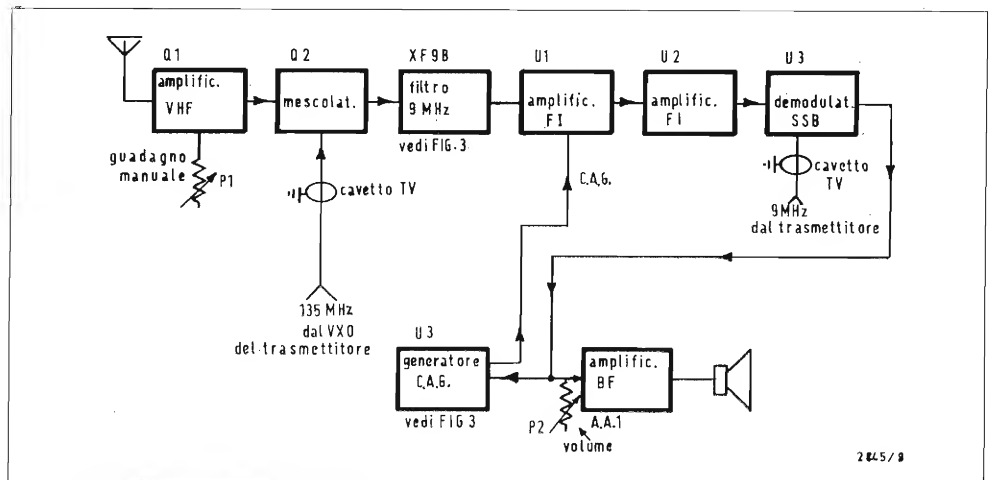 Q1
amplific.
VHF
guadagno
manuale
P1
Q2
mescolat.
cavetto TV
135 MHz
dal VXO
del trasmettitore
XF9B
filtro
9 MHz
vedi FIG.3
U1
amplific.
FI
C.A.G.
U2
amplific.
FI
U3
demodulat.
SSB
cavetto
TV
9MHz
dal trasmettitore
U3
generatore
C.A.G.
vedi FIG 3
amplific.
BF
A.A.1
P2
volume
2845/8